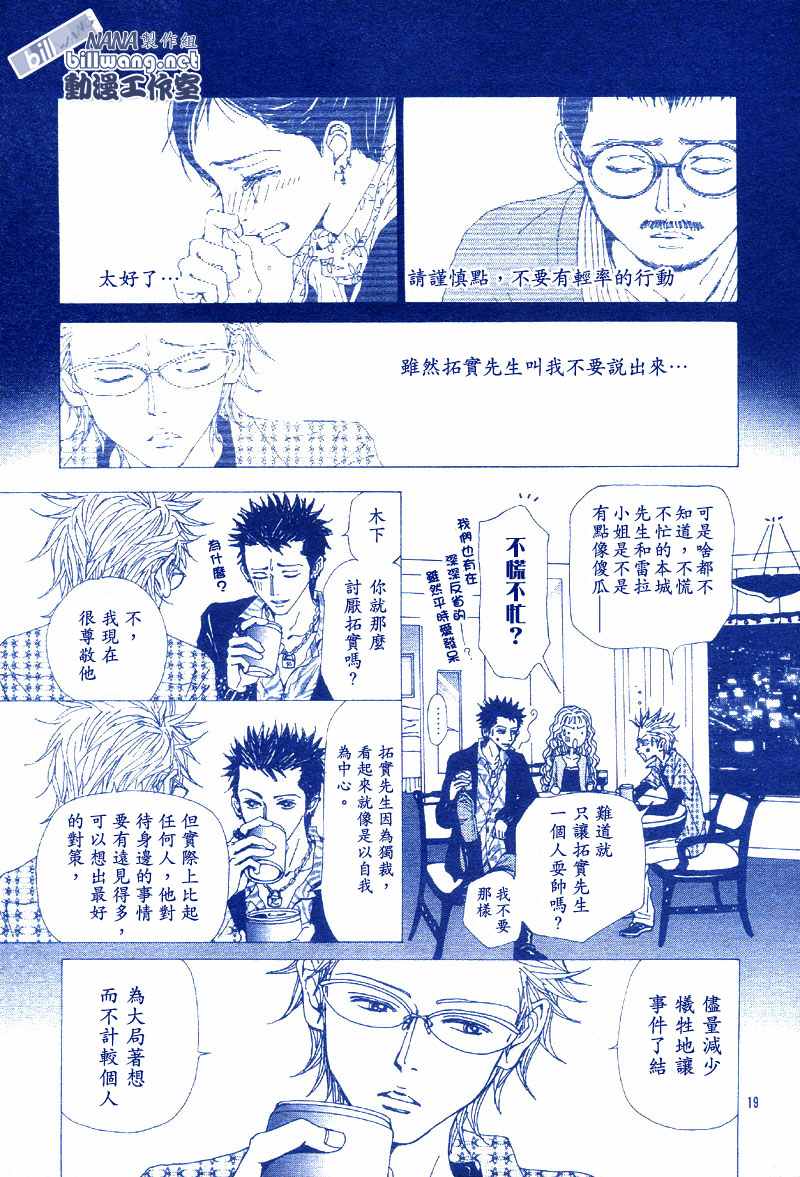 bill wang
NANA製作組
billwang.net
動漫工作室
請謹慎點，不要有輕率的行動
太好了…
雖然拓實先生叫我不要說出來…
可是啥都不
知道，不慌
不忙的本城
先生和雷拉
小姐是不是
有點像傻
瓜——
不慌不忙？
我們也有在
深深反省的——？
雖然平時愛發呆
難道就
只讓拓實先生
一個人耍帥嗎？
我不要
那樣
木下
你就那麼
討厭拓實嗎？
為什麼？
不，
我現在
很尊敬他
拓實先生因為獨裁，
看起來就像是以自我
為中心。
但實際上比起
任何人，他對
待身邊的事情
要有遠見得多，
可以想出最好
的對策，
儘量減少
犧牲地讓
事件了結
為大局著想
而不計較個人
19